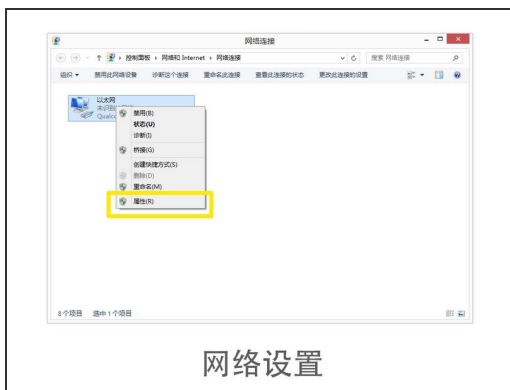 网络连接
控制面板 ▸ 网络和 Internet ▸ 网络连接
搜索 网络连接
组织 禁用此网络设备 诊断这个连接 重命名此连接 查看此连接的状态 更改此连接的设置
以太网
未识别
Qualco
禁用(B)
状态(U)
诊断(I)
桥接(G)
创建快捷方式(S)
删除(D)
重命名(M)
属性(R)
8 个项目 选中 1 个项目
网络设置